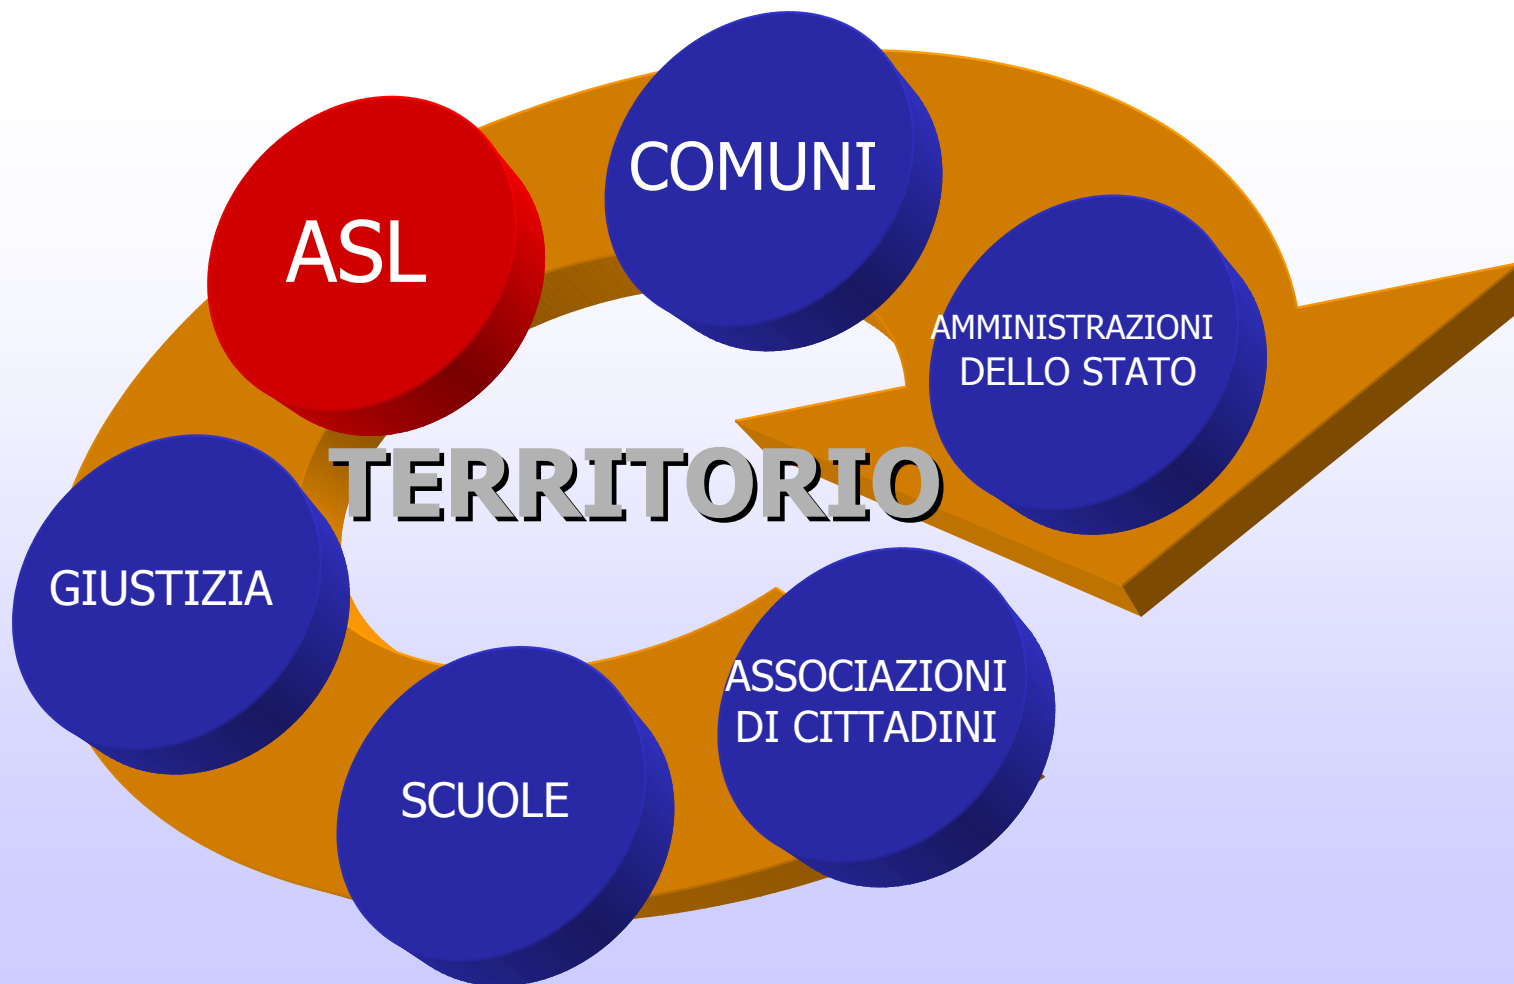 COMUNI
ASL
AMMINISTRAZIONI
DELLO STATO
TERRITORIO
GIUSTIZIA
ASSOCIAZIONI
DI CITTADINI
SCUOLE